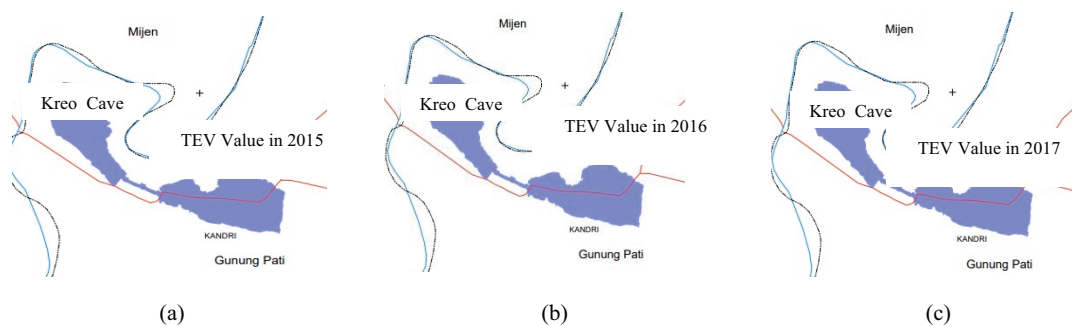 Mijen
Kreo Cave
TEV Value in 2015
KANDRI
Gunung Pati
(a)
Mijen
Kreo Cave
TEV Value in 2016
KANDRI
Gunung Pati
(b)
Mijen
Kreo Cave
TEV Value in 2017
KANDRI
Gunung Pati
(c)